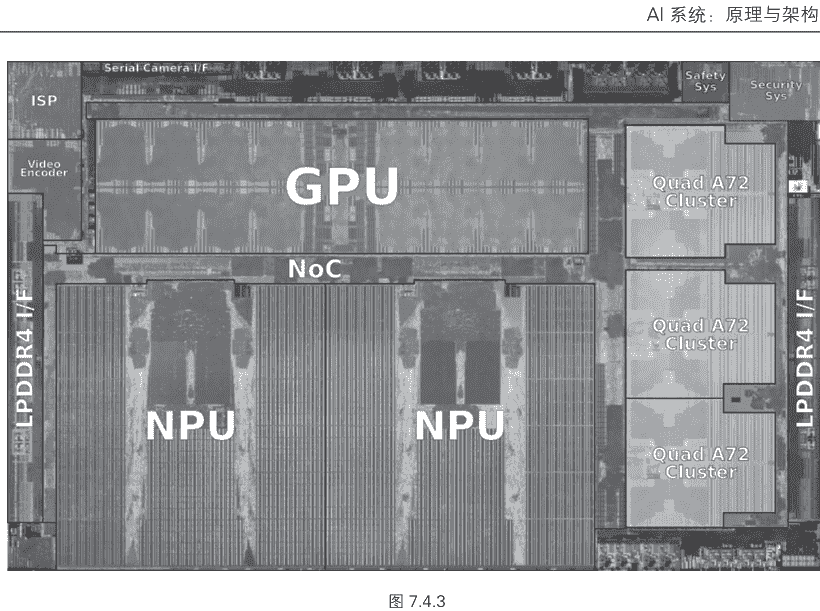 AI 系统：原理与架构
Serial Camera I/F
Safety
Sys
Security
Sys
ISP
Video
Encoder
GPU
Quad A72
Cluster
NoC
LPDDR4 I/F
Quad A72
Cluster
LPDDR4 I/F
NPU
NPU
Quad A72
Cluster
图 7.4.3